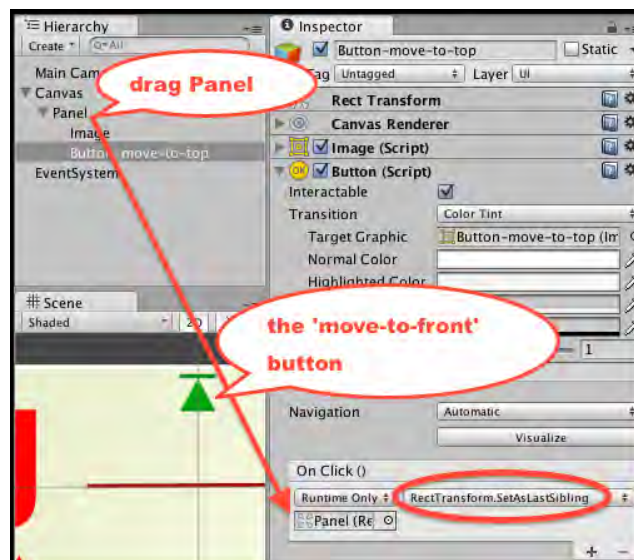 Hierarchy
Create
Q▾All
Main Cam
Canvas
Panel
Image
Button-move-to-top
EventSystem
drag Panel
Scene
Shaded
2D
the 'move-to-front'
button
Inspector
Button-move-to-top
Static
Untagged
Layer
UI
Rect Transform
Canvas Renderer
Image (Script)
OK
Button (Script)
Interactable
Transition
Color Tint
Target Graphic
Button-move-to-top (Im
Normal Color
Highlighted Color
1
Navigation
Automatic
Visualize
On Click ()
Runtime Only
RectTransform.SetAsLastSibling
Panel (Re
+ −